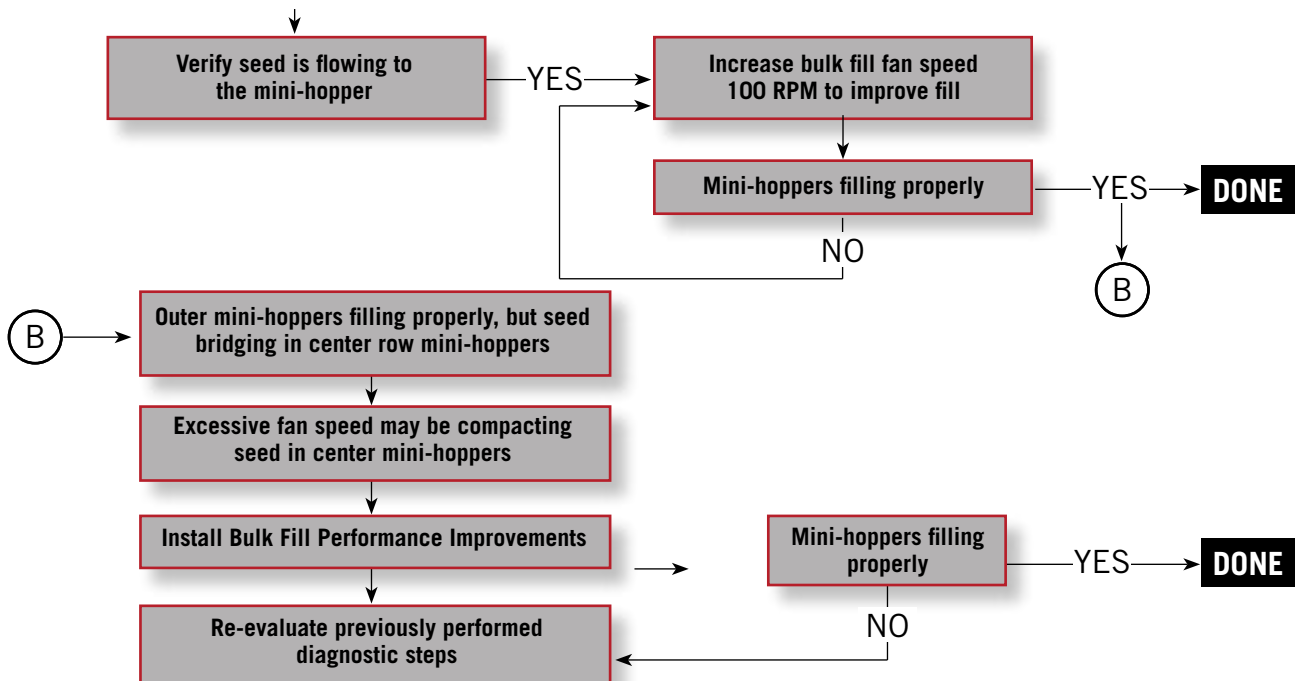 Verify seed is flowing to
the mini-hopper
YES
Increase bulk fill fan speed
100 RPM to improve fill
Mini-hoppers filling properly
YES
DONE
NO
B
B
Outer mini-hoppers filling properly, but seed
bridging in center row mini-hoppers
Excessive fan speed may be compacting
seed in center mini-hoppers
Install Bulk Fill Performance Improvements
Mini-hoppers filling
properly
YES
DONE
NO
Re-evaluate previously performed
diagnostic steps